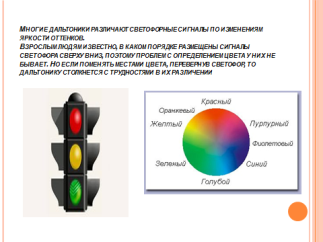 Многие дальтоники различают светофорные сигналы по изменениям
яркости оттенков.
Взрослым людям известно, в каком порядке размещены сигналы
светофора сверху вниз, поэтому проблем с определением цвета у них не
бывает. Но если поменять местами цвета, перевернув светофор, то
дальтонику столкнётся с трудностями в их различении
Красный
Оранжевый
Желтый
Пурпурный
Фиолетовый
Зеленый
Синий
Голубой